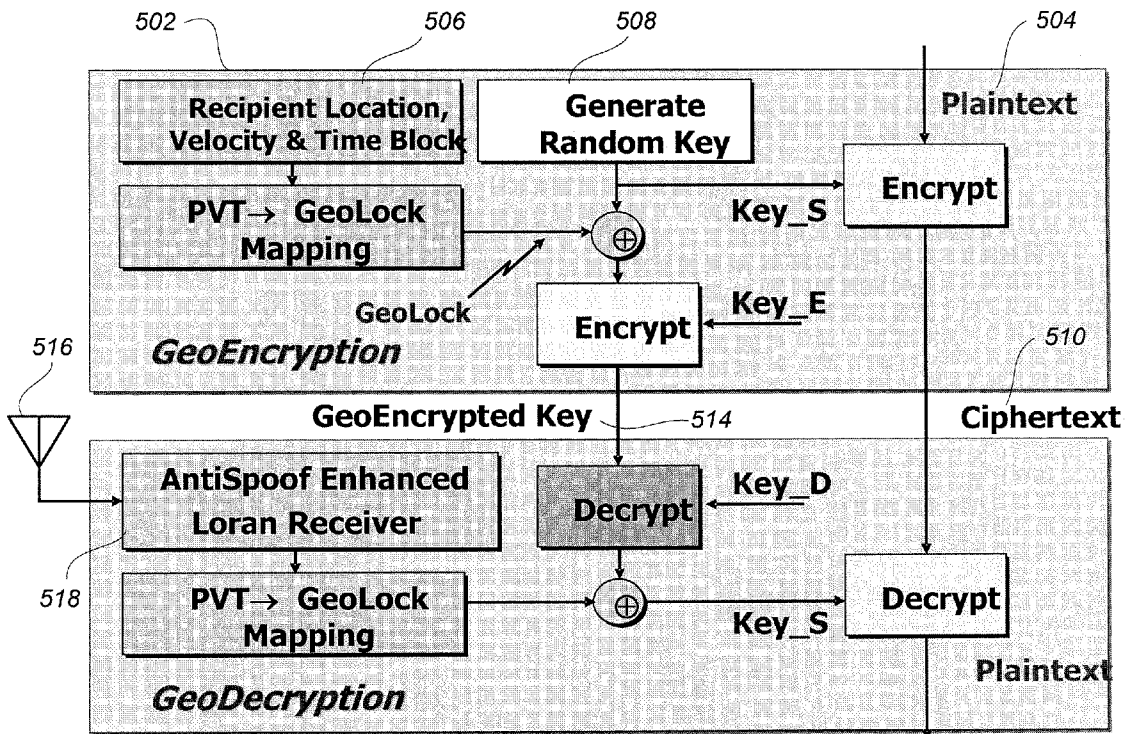 502
506
508
504
Recipient Location,
Velocity & Time Block
Generate
Random Key
Plaintext
PVT→ GeoLock
Mapping
⊕
Key_S
Encrypt
GeoLock
Encrypt
Key_E
GeoEncryption
510
516
GeoEncrypted Key
514
Ciphertext
AntiSpoof Enhanced
Loran Receiver
Decrypt
Key_D
518
PVT→ GeoLock
Mapping
⊕
Key_S
Decrypt
Plaintext
GeoDecryption